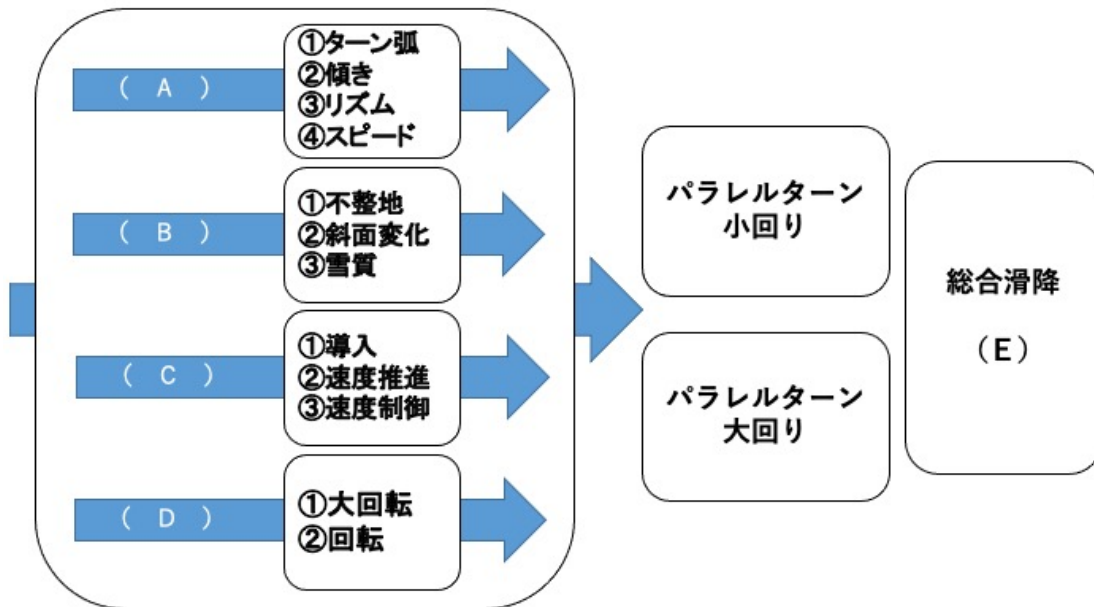 ( A )
①ターン弧
②傾き
③リズム
④スピード
( B )
①不整地
②斜面変化
③雪質
( C )
①導入
②速度推進
③速度制御
( D )
①大回転
②回転
パラレルターン
小回り
パラレルターン
大回り
総合滑降
(E)